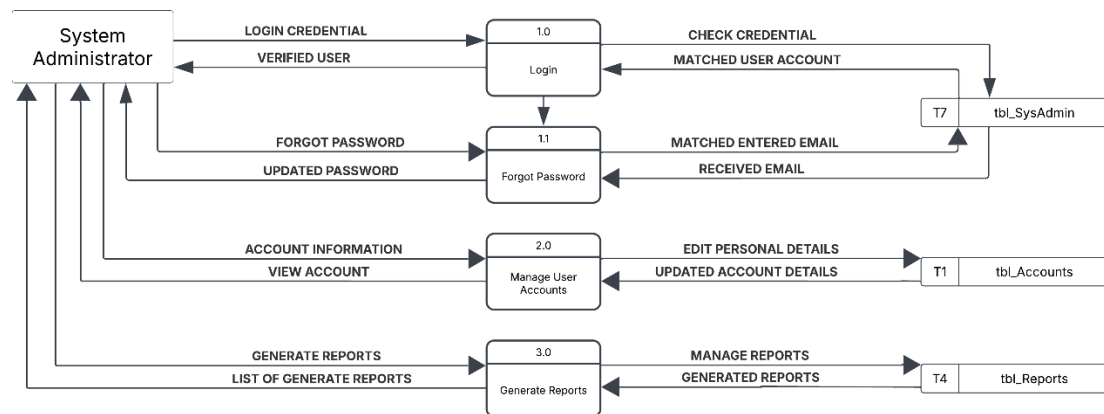 System
Administrator
LOGIN CREDENTIAL
VERIFIED USER
1.0
Login
CHECK CREDENTIAL
MATCHED USER ACCOUNT
T7
tbl_SysAdmin
FORGOT PASSWORD
UPDATED PASSWORD
1.1
Forgot Password
MATCHED ENTERED EMAIL
RECEIVED EMAIL
ACCOUNT INFORMATION
VIEW ACCOUNT
2.0
Manage User
Accounts
EDIT PERSONAL DETAILS
UPDATED ACCOUNT DETAILS
T1
tbl_Accounts
GENERATE REPORTS
LIST OF GENERATE REPORTS
3.0
Generate Reports
MANAGE REPORTS
GENERATED REPORTS
T4
tbl_Reports